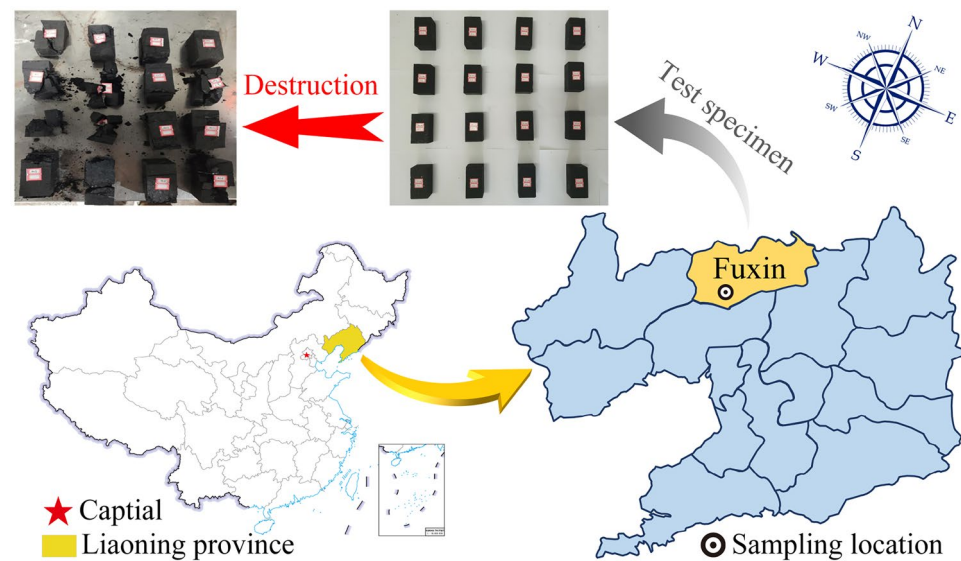 Destruction
Test specimen
N
NW
NE
W
E
SW
SE
S
Fuxin
Captial
Liaoning province
Sampling location